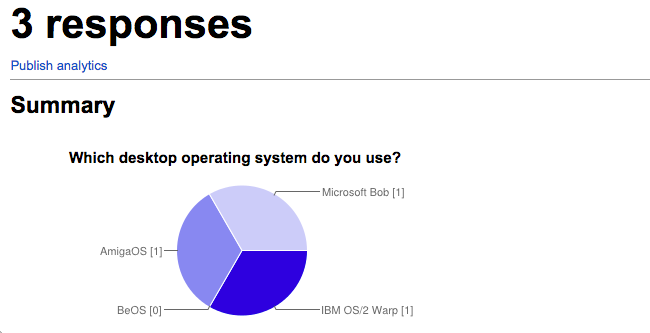 3 responses
Publish analytics
Summary
Which desktop operating system do you use?
Microsoft Bob [1]
AmigaOS [1]
BeOS [0]
IBM OS/2 Warp [1]